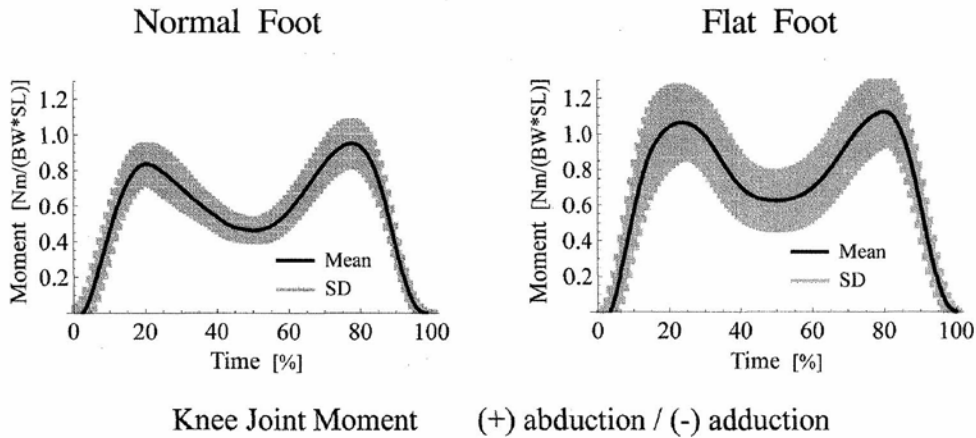 Normal Foot
Moment [Nm/(BW*SL)]
1.2
1.0
0.8
0.6
0.4
0.2
Mean
SD
0 20 40 60 80 100
Time [%]
Flat Foot
Moment [Nm/(BW*SL)]
1.2
1.0
0.8
0.6
0.4
0.2
Mean
SD
0 20 40 60 80 100
Time [%]
Knee Joint Moment (+) abduction / (-) adduction